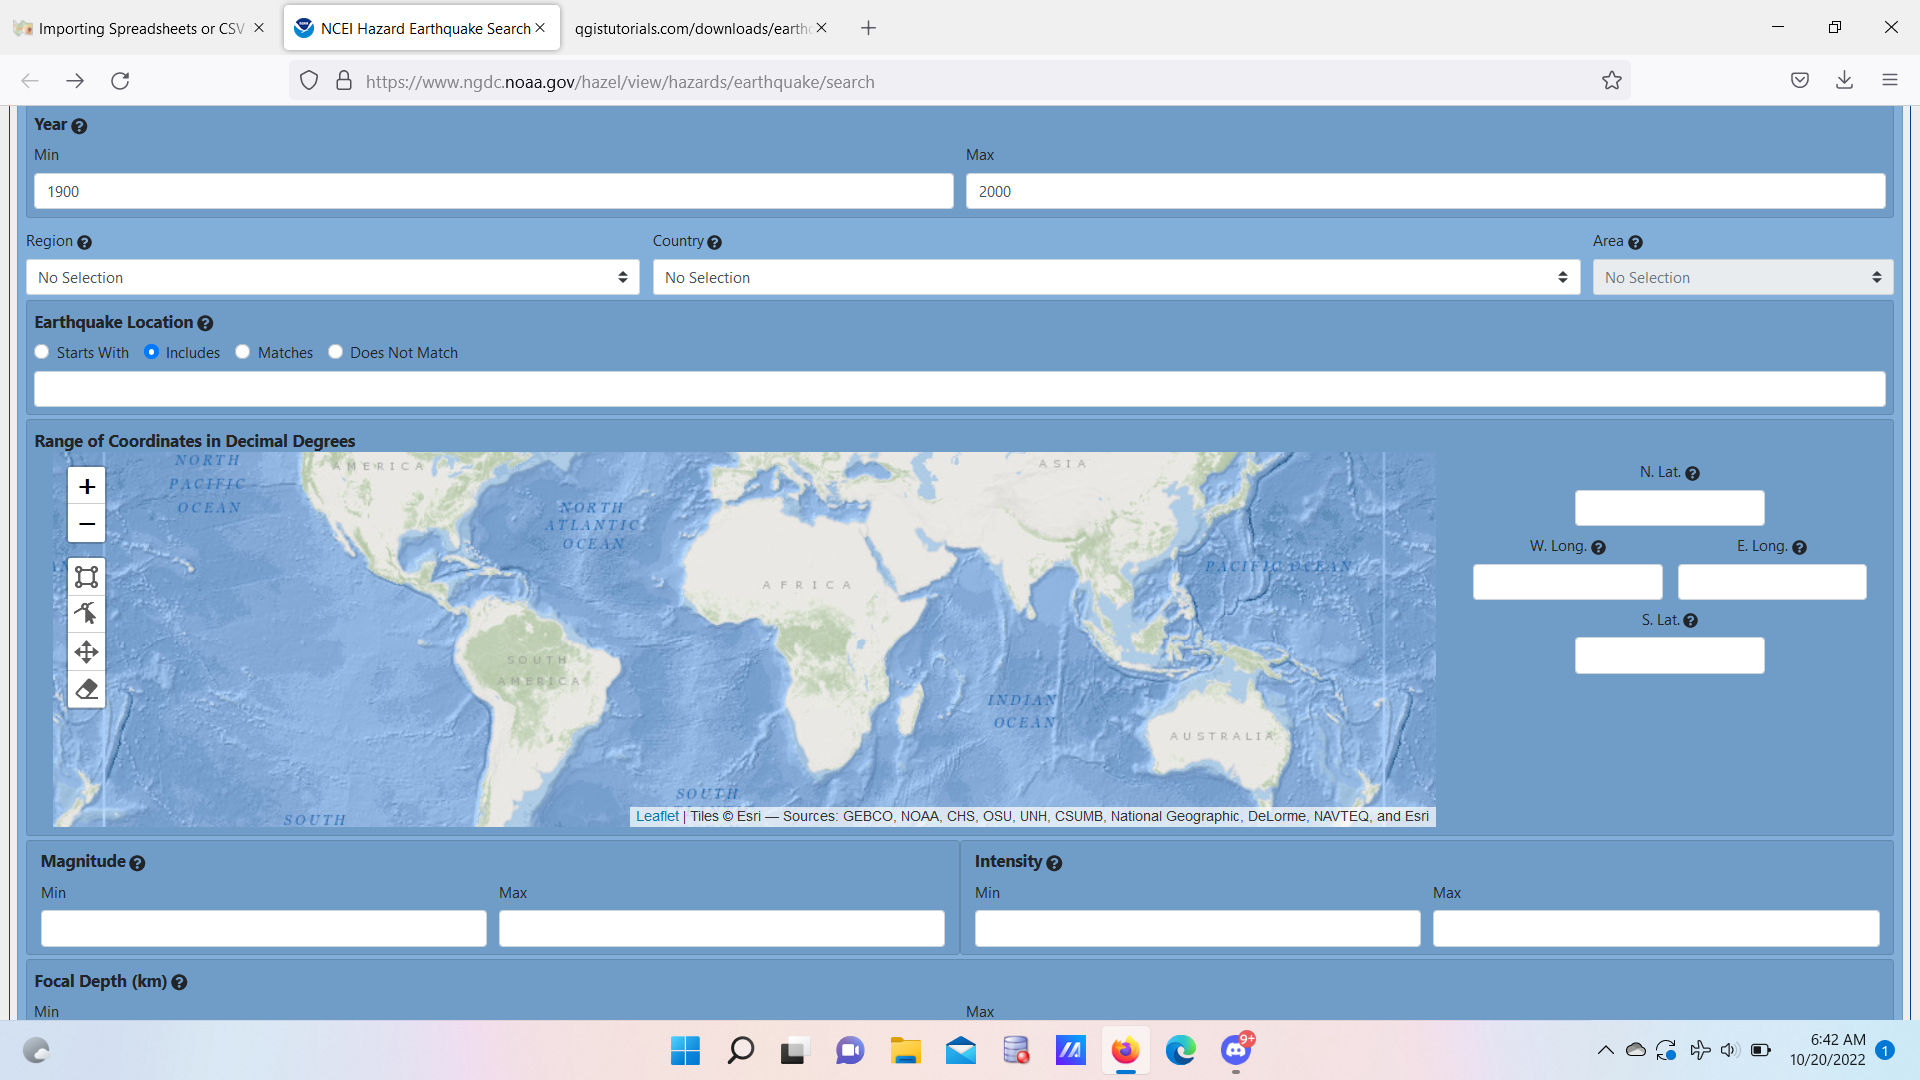 Importing Spreadsheets or CSV
NCEI Hazard Earthquake Search
qgistutorials.com/downloads/earth
https://www.ngdc.noaa.gov/hazel/view/hazards/earthquake/search
Year ?
Min
Max
1900
2000
Region ?
Country ?
Area ?
No Selection
No Selection
No Selection
Earthquake Location ?
Starts With
Includes
Matches
Does Not Match
Range of Coordinates in Decimal Degrees
+
−
NORTH
PACIFIC
OCEAN
AMERICA
NORTH
ATLANTIC
OCEAN
ASIA
AFRICA
PACIFIC OCEAN
SOUTH
AMERICA
INDIAN
OCEAN
AUSTRALIA
SOUTH
SOUTH
Leaflet | Tiles © Esri — Sources: GEBCO, NOAA, CHS, OSU, UNH, CSUMB, National Geographic, DeLorme, NAVTEQ, and Esri
N. Lat. ?
W. Long. ?
E. Long. ?
S. Lat. ?
Magnitude ?
Min
Max
Intensity ?
Min
Max
Focal Depth (km) ?
Min
Max
9+
6:42 AM
10/20/2022
1